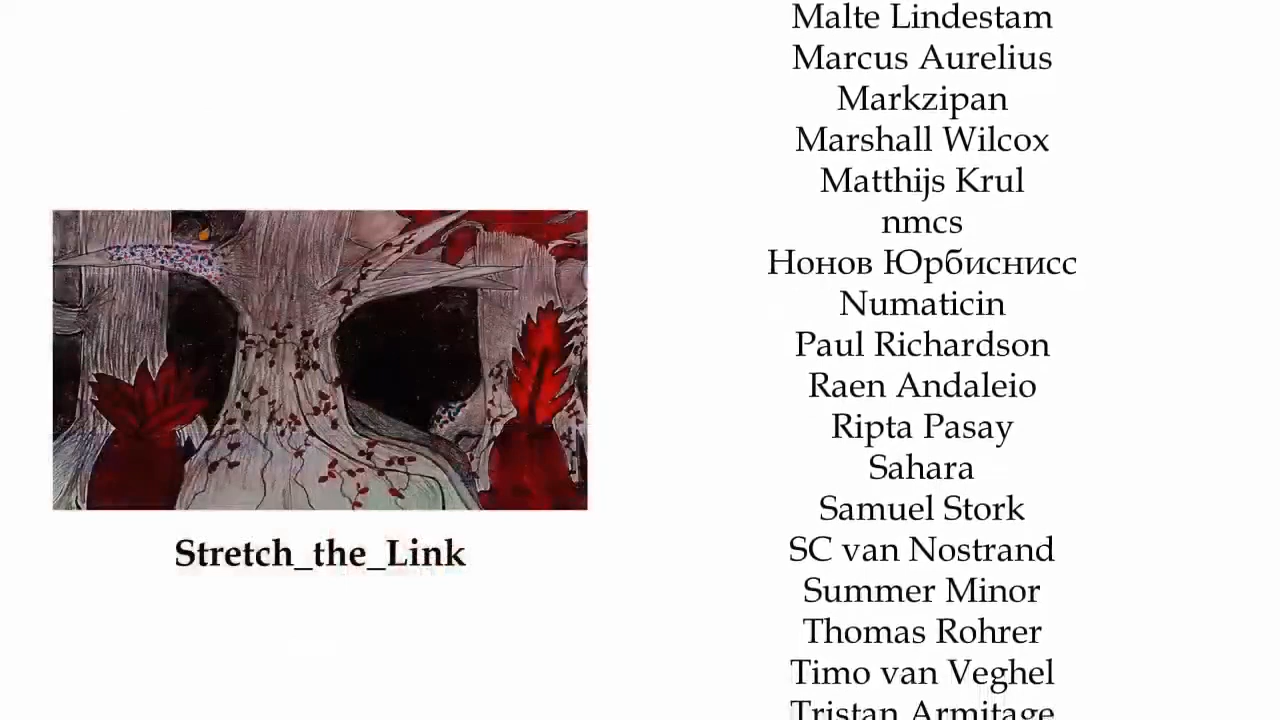 Malte Lindestam
Marcus Aurelius
Markzipan
Marshall Wilcox
Matthijs Krul
nmcs
Нонов Юрбиснисс
Numaticin
Paul Richardson
Raen Andaleio
Ripta Pasay
Sahara
Samuel Stork
SC van Nostrand
Summer Minor
Thomas Rohrer
Timo van Veghel
Tristan Armitage
Stretch_the_Link